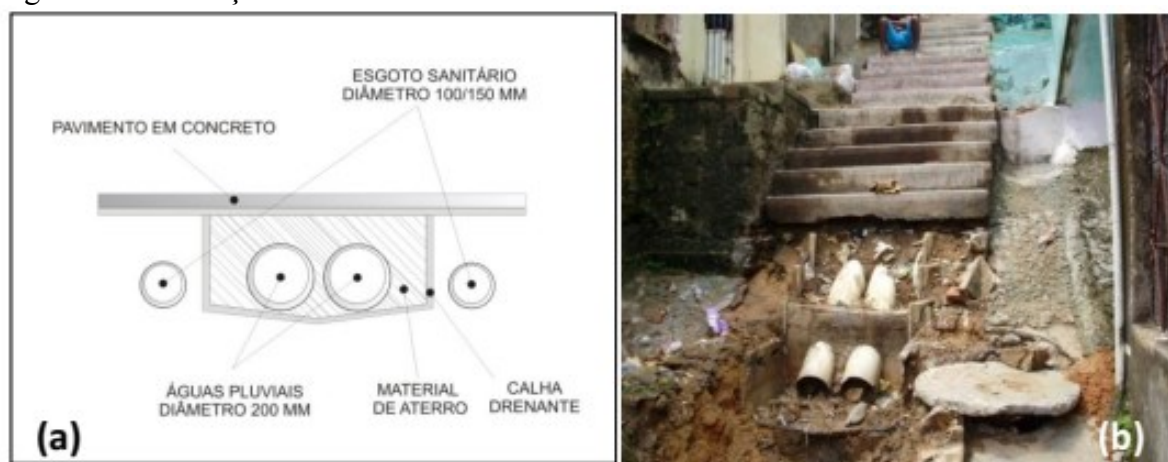 ESGOTO SANITÁRIO
DIÂMETRO 100/150 MM
PAVIMENTO EM CONCRETO
ÁGUAS PLUVIAIS
DIÂMETRO 200 MM
MATERIAL
DE ATERRO
CALHA
DRENANTE
(a)
(b)